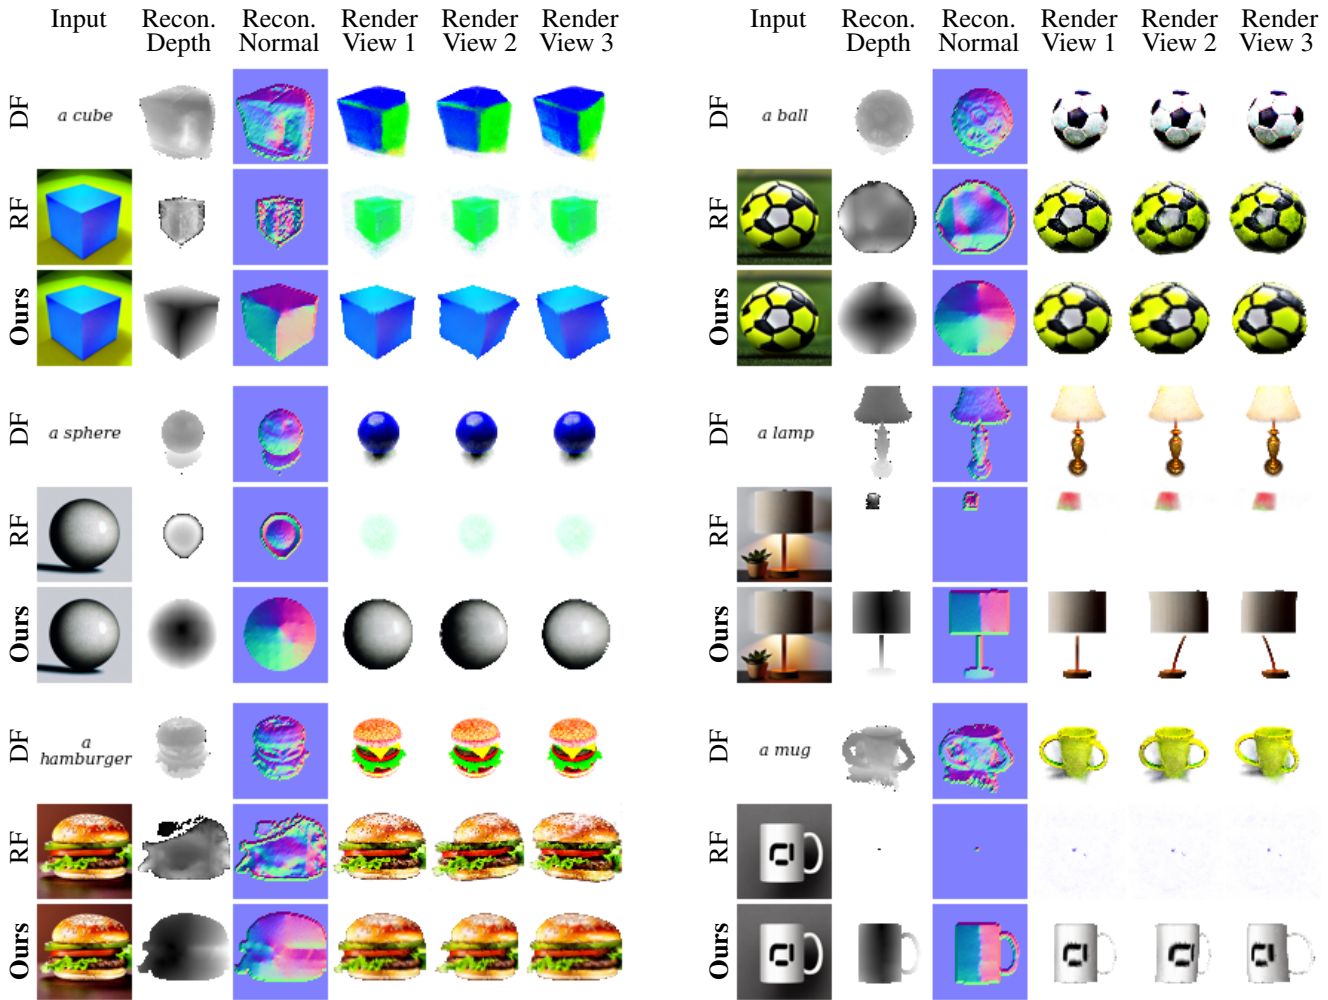 Input Recon. Depth Recon. Normal Render View 1 Render View 2 Render View 3
DF a cube
RF
Ours
DF a sphere
RF
Ours
DF a hamburger
RF
Ours
Input Recon. Depth Recon. Normal Render View 1 Render View 2 Render View 3
DF a ball
RF
Ours
DF a lamp
RF
Ours
DF a mug
RF
Ours